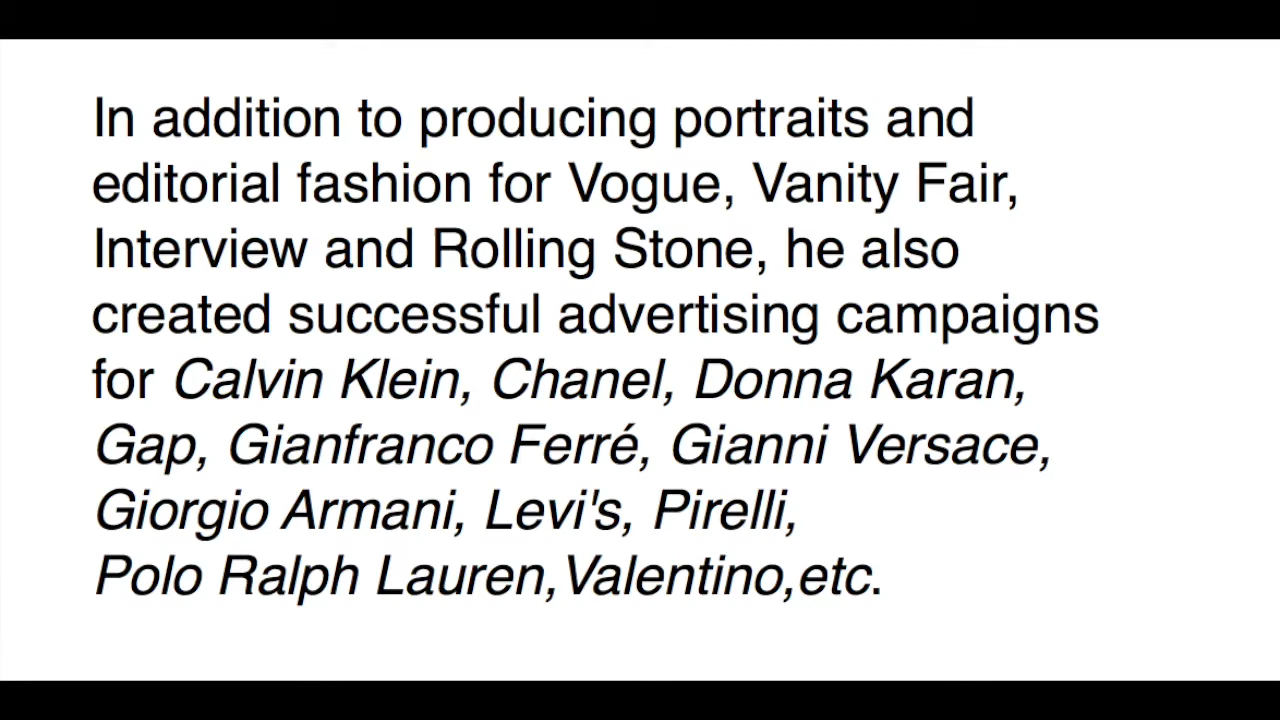 In addition to producing portraits and
editorial fashion for Vogue, Vanity Fair,
Interview and Rolling Stone, he also
created successful advertising campaigns
for Calvin Klein, Chanel, Donna Karan,
Gap, Gianfranco Ferré, Gianni Versace,
Giorgio Armani, Levi's, Pirelli,
Polo Ralph Lauren,Valentino,etc.